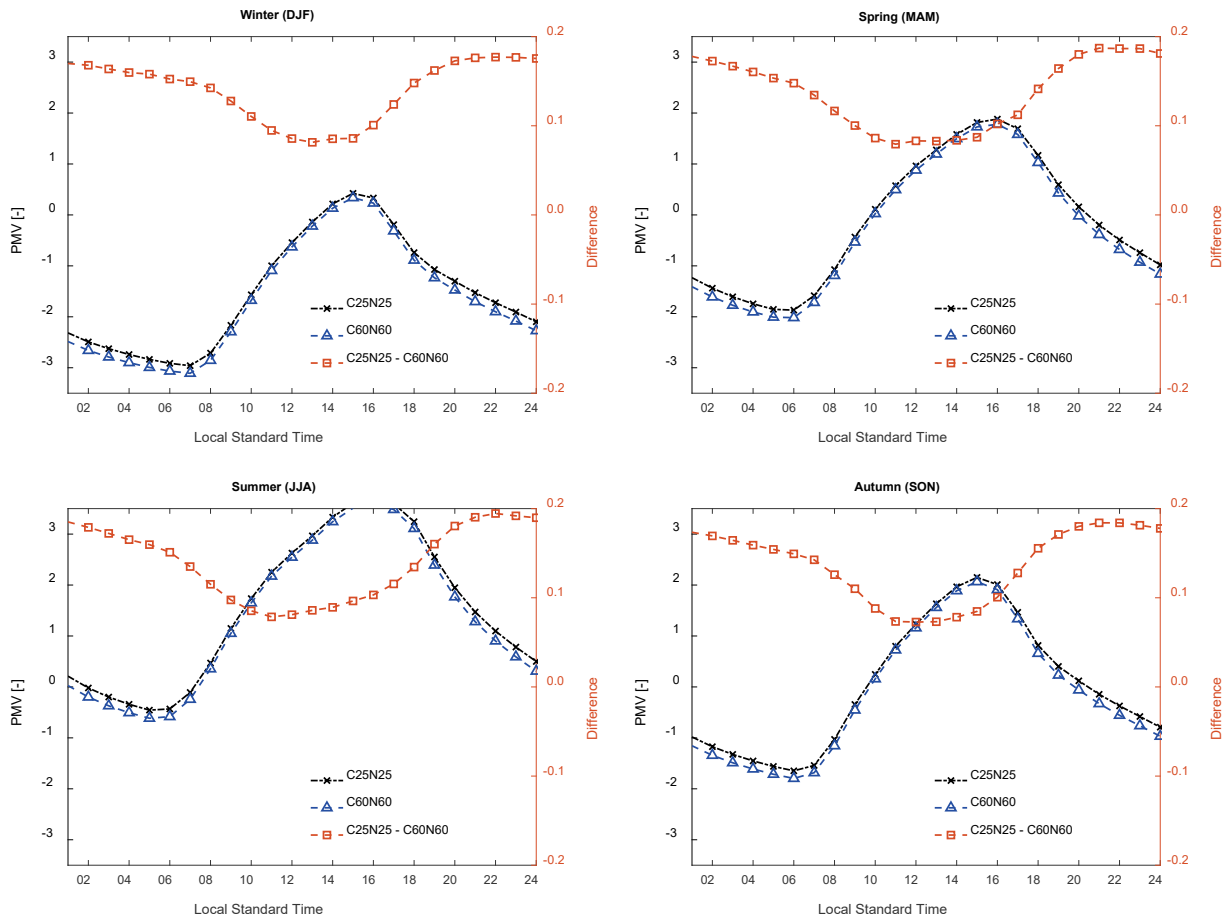 Winter (DJF)
3
2
1
0
-1
-2
-3
PMV [-]
0.2
0.1
0.0
-0.1
-0.2
Difference
C25N25
C60N60
C25N25 - C60N60
02 04 06 08 10 12 14 16 18 20 22 24
Local Standard Time
Spring (MAM)
3
2
1
0
-1
-2
-3
PMV [-]
0.2
0.1
0.0
-0.1
-0.2
Difference
C25N25
C60N60
C25N25 - C60N60
02 04 06 08 10 12 14 16 18 20 22 24
Local Standard Time
Summer (JJA)
3
2
1
0
-1
-2
-3
PMV [-]
0.2
0.1
0.0
-0.1
-0.2
Difference
C25N25
C60N60
C25N25 - C60N60
02 04 06 08 10 12 14 16 18 20 22 24
Local Standard Time
Autumn (SON)
3
2
1
0
-1
-2
-3
PMV [-]
0.2
0.1
0.0
-0.1
-0.2
Difference
C25N25
C60N60
C25N25 - C60N60
02 04 06 08 10 12 14 16 18 20 22 24
Local Standard Time